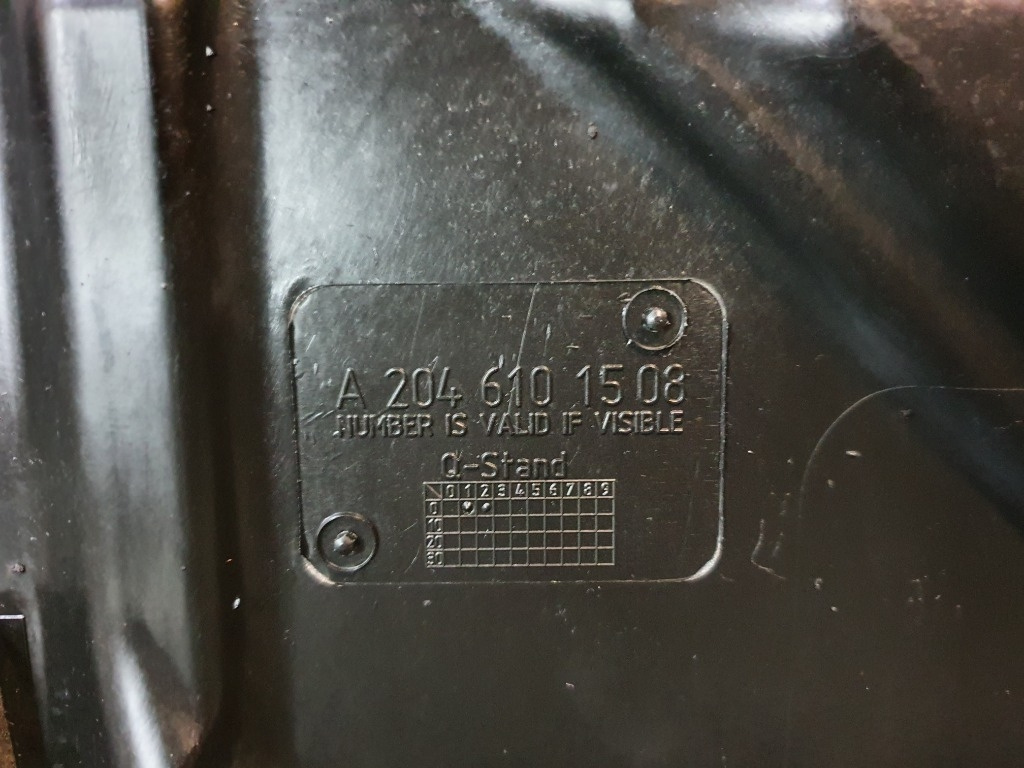 A 204 610 15 08
NUMBER IS VALID IF VISIBLE
Q-Stand
0 1 2 3 4 5 6 7 8 9
0
10
20
30